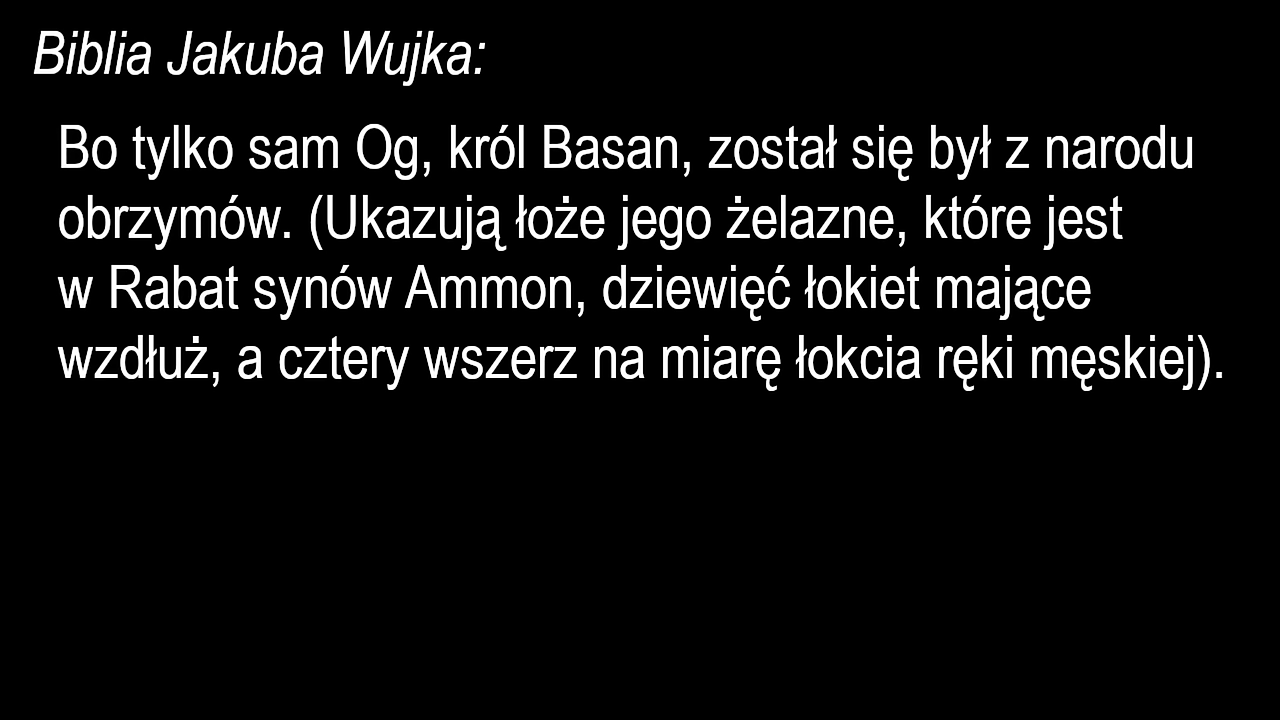 Biblia Jakuba Wujka:
Bo tylko sam Og, król Basan, został się był z narodu
obrzymów. (Ukazują łoże jego żelazne, które jest
w Rabat synów Ammon, dziewięć łokiet mające
wzdłuż, a cztery wszerz na miarę łokcia ręki męskiej).